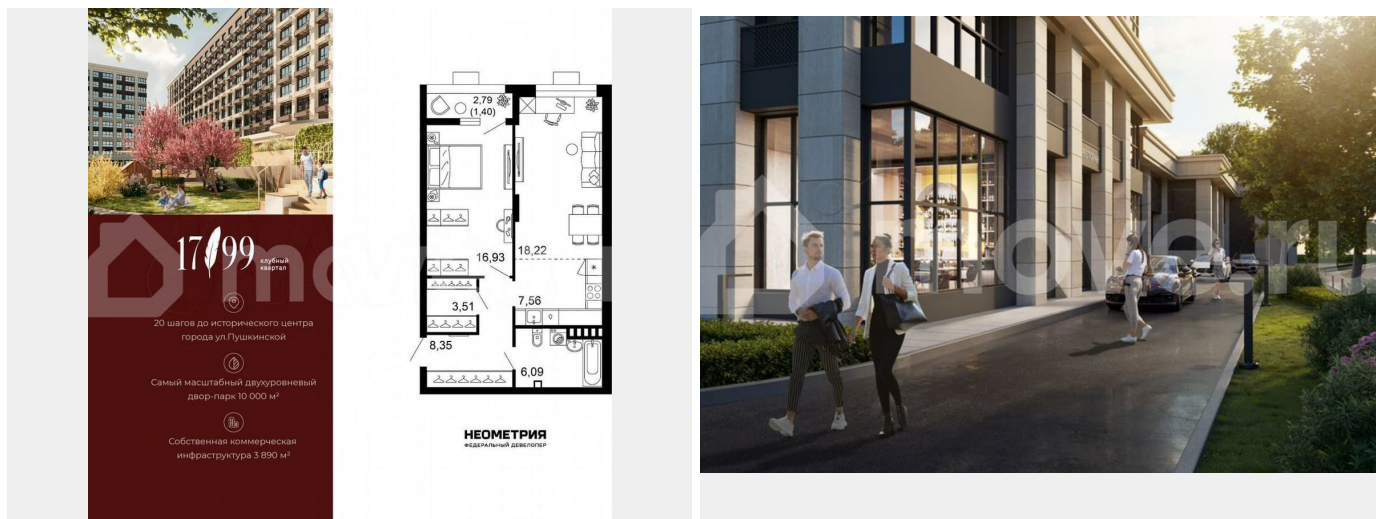 17 99 клубный
квартал
20 шагов до исторического центра
города ул.Пушкинской
Самый масштабный двухуровневый
двор-парк 10 000 м²
Собственная коммерческая
инфраструктура 3 890 м²
2,79
(1,40)
16,93
18,22
3,51
7,56
8,35
6,09
НЕОМЕТРИЯ
ФЕДЕРАЛЬНЫЙ ДЕВЕЛОПЕР
move.ru